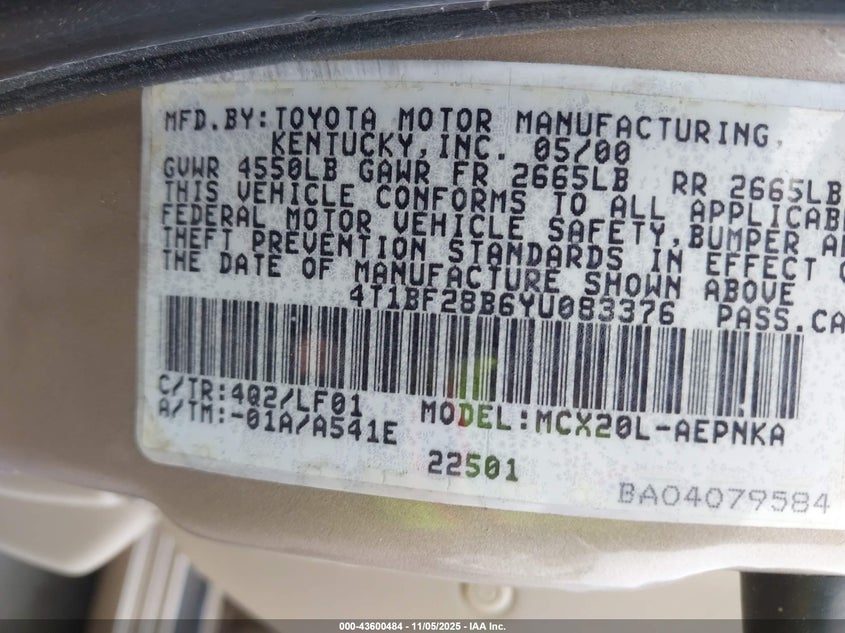 MFD.BY:TOYOTA MOTOR MANUFACTURING,
KENTUCKY,INC. 05/00
GVWR 4550LB GAWR FR 2665LB RR 2665LB
THIS VEHICLE CONFORMS TO ALL APPLICAB
FEDERAL MOTOR VEHICLE SAFETY,BUMPER A
THEFT PREVENTION STANDARDS IN EFFECT
THE DATE OF MANUFACTURE SHOWN ABOVE
4T1BF28B6YU083376 PASS.CA
C/TR:4Q2/LF01
A/TM:-01A/A541E MODEL:MCX20L-AEPNKA
22501
BA04079584
000-43600484 | 11/05/2025 - IAA Inc.